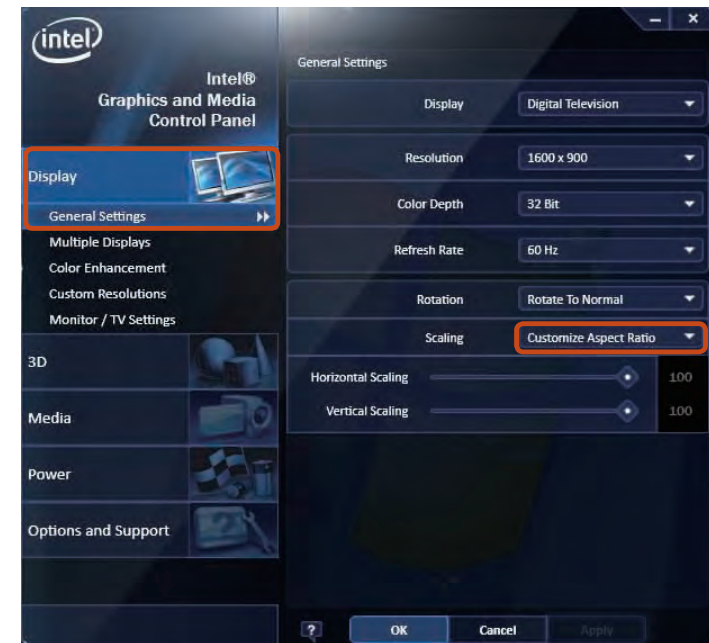 intel
Intel®
Graphics and Media
Control Panel
Display
General Settings
Multiple Displays
Color Enhancement
Custom Resolutions
Monitor / TV Settings
3D
Media
Power
Options and Support
General Settings
Display Digital Television
Resolution 1600 x 900
Color Depth 32 Bit
Refresh Rate 60 Hz
Rotation Rotate To Normal
Scaling Customize Aspect Ratio
Horizontal Scaling 100
Vertical Scaling 100
? OK Cancel Apply